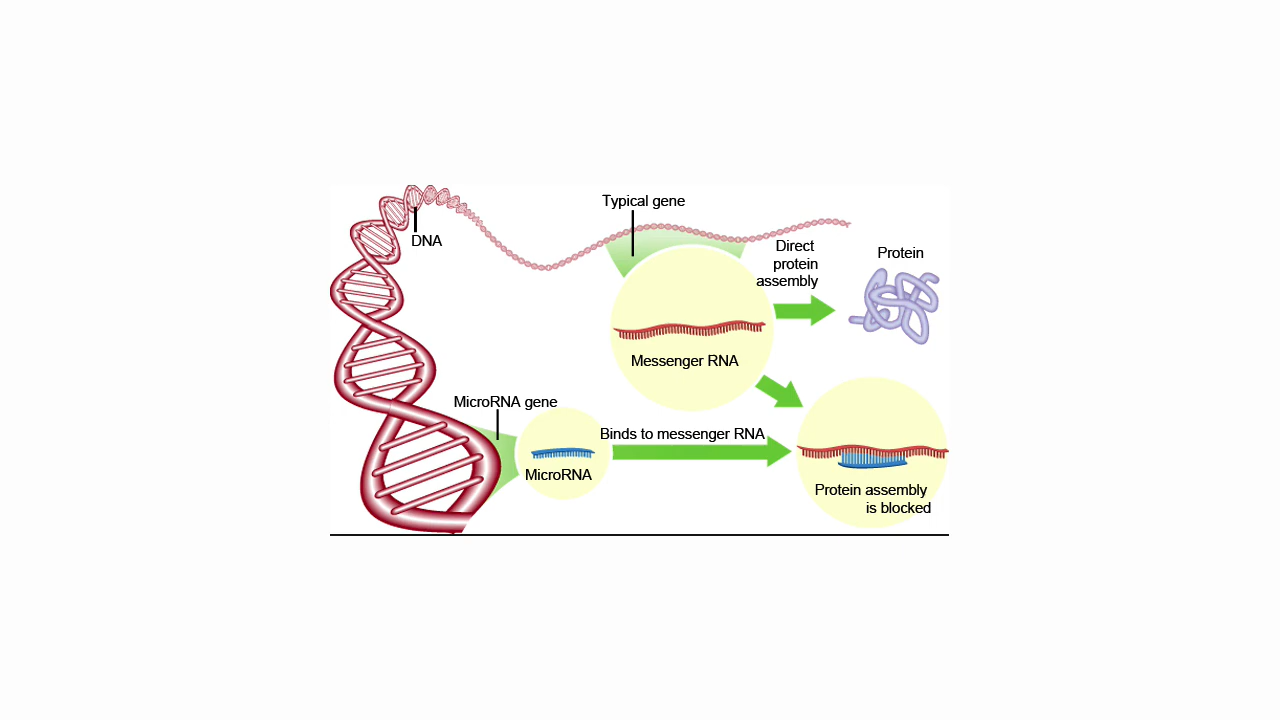 Typical gene
DNA
Direct
protein
assembly
Protein
Messenger RNA
MicroRNA gene
Binds to messenger RNA
MicroRNA
Protein assembly
is blocked